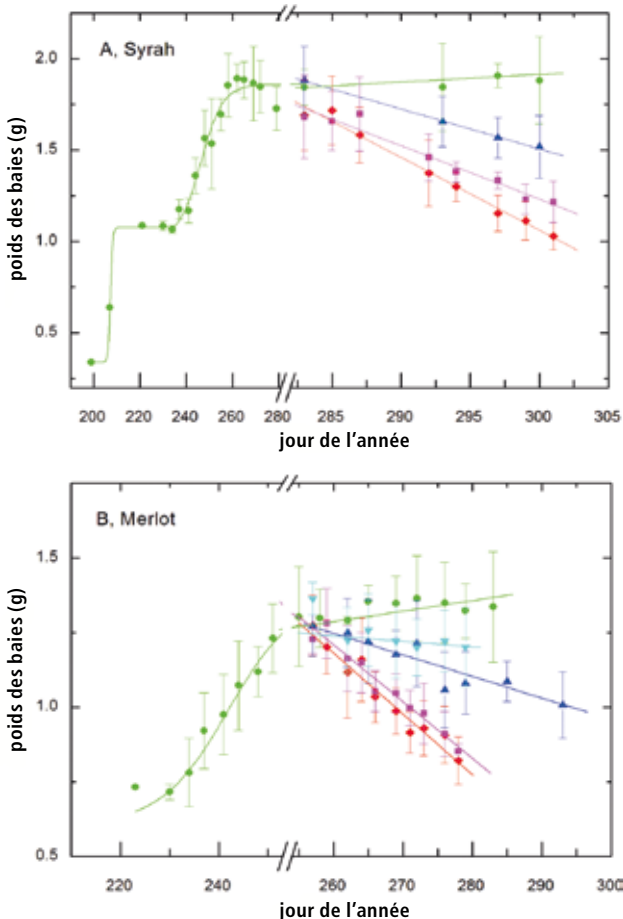 A, Syrah
poids des baies (g)
2.0
1.5
1.0
0.5
200 220 240 260 280 285 290 295 300 305
jour de l'année
B, Merlot
poids des baies (g)
1.5
1.0
0.5
220 240 260 270 280 290 300
jour de l'année